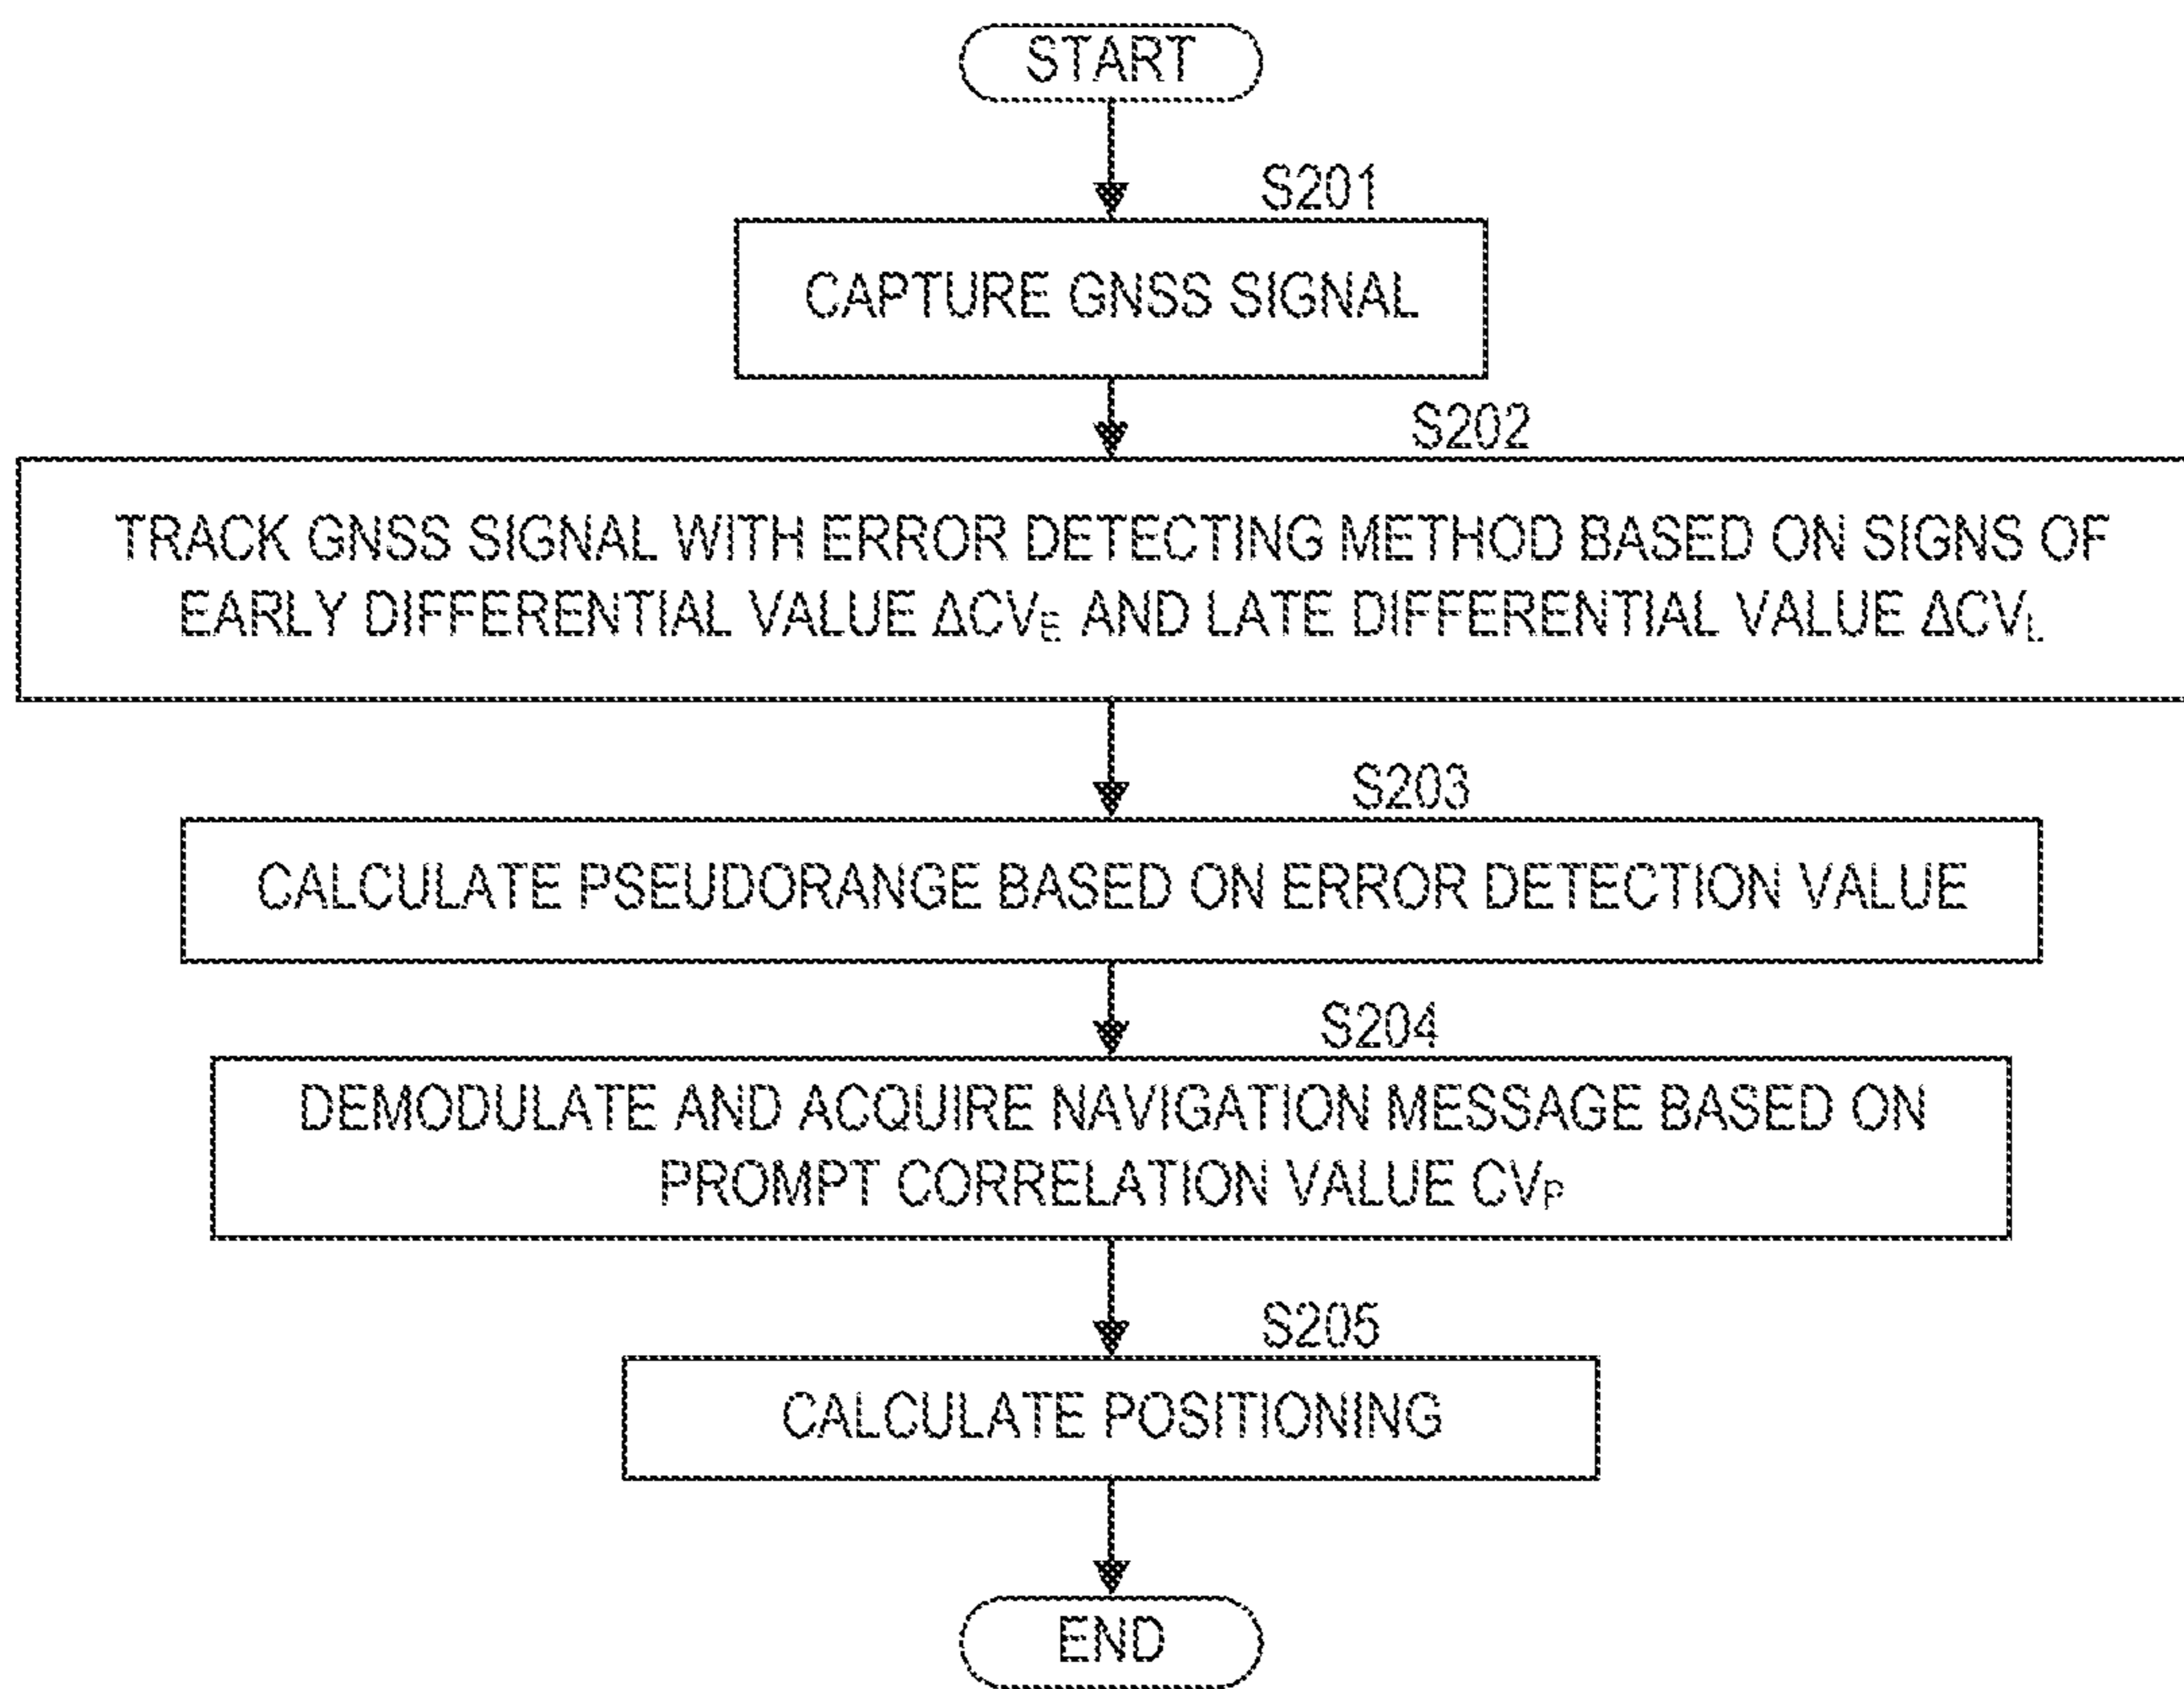 START
S201
CAPTURE GNSS SIGNAL
S202
TRACK GNSS SIGNAL WITH ERROR DETECTING METHOD BASED ON SIGNS OF
EARLY DIFFERENTIAL VALUE ΔCVE AND LATE DIFFERENTIAL VALUE ΔCVL
S203
CALCULATE PSEUDORANGE BASED ON ERROR DETECTION VALUE
S204
DEMODULATE AND ACQUIRE NAVIGATION MESSAGE BASED ON
PROMPT CORRELATION VALUE CVP
S205
CALCULATE POSITIONING
END